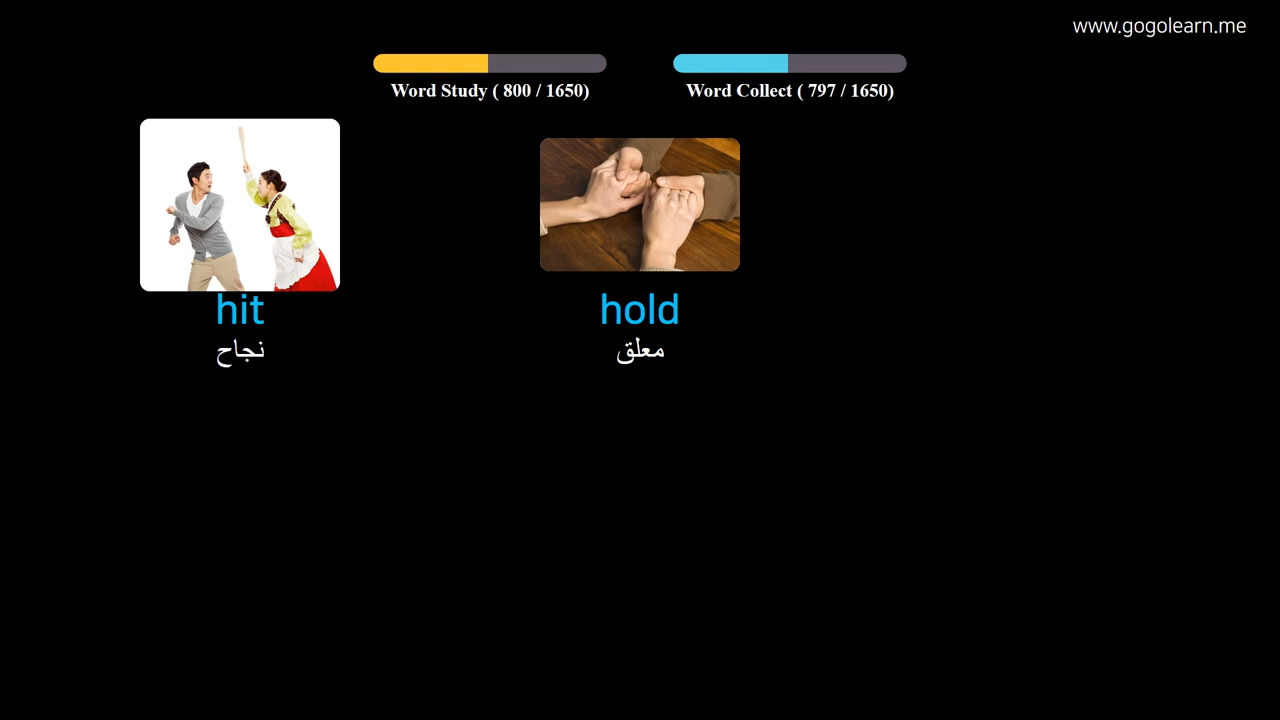 www.gogolearn.me
Word Study ( 800 / 1650)
Word Collect ( 797 / 1650)
hit
نجاح
hold
معلق